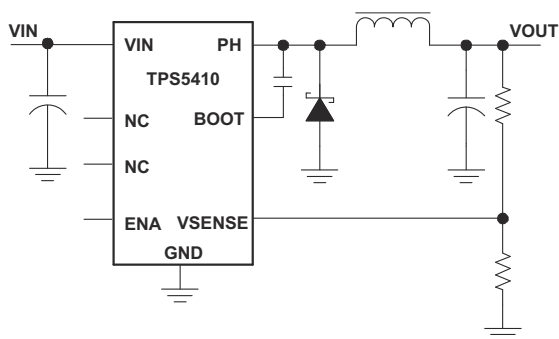 VIN
VOUT
VIN
PH
TPS5410
NC
BOOT
NC
ENA
VSENSE
GND